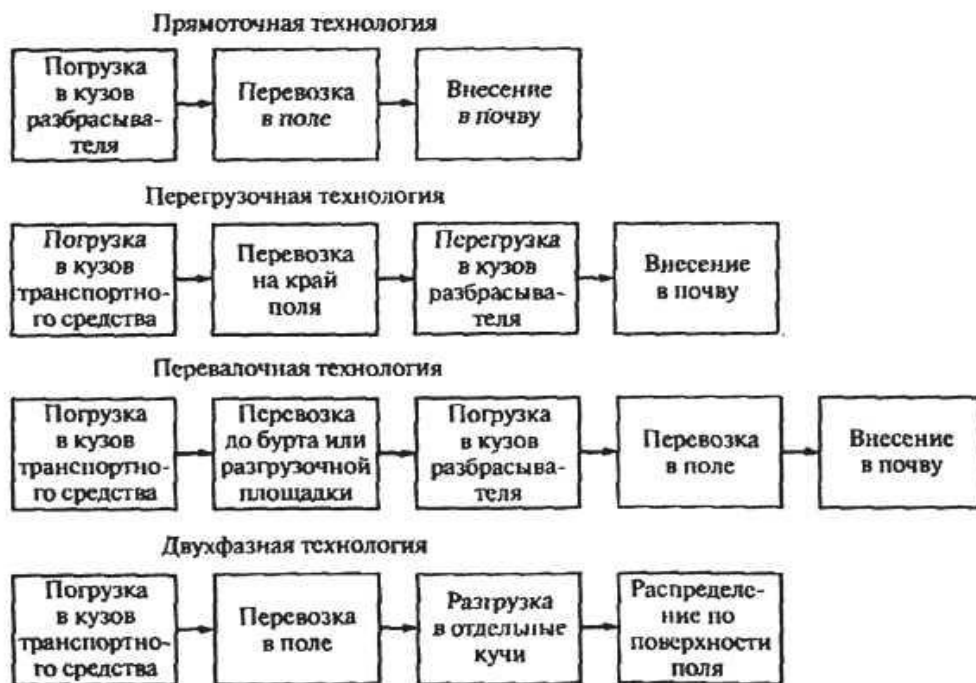 Прямоточная технология
Погрузка
в кузов
разбрасыва-
теля
Перевозка
в поле
Внесение
в почву
Перегрузочная технология
Погрузка
в кузов
транспортно-
го средства
Перевозка
на край
поля
Перегрузка
в кузов
разбрасыва-
теля
Внесение
в почву
Перевалочная технология
Погрузка
в кузов
транспортно-
го средства
Перевозка
до бурта или
разгрузочной
площадки
Погрузка
в кузов
разбрасыва-
теля
Перевозка
в поле
Внесение
в почву
Двухфазная технология
Погрузка
в кузов
транспортно-
го средства
Перевозка
в поле
Разгрузка
в отдельные
кучи
Распределе-
ние по
поверхности
поля